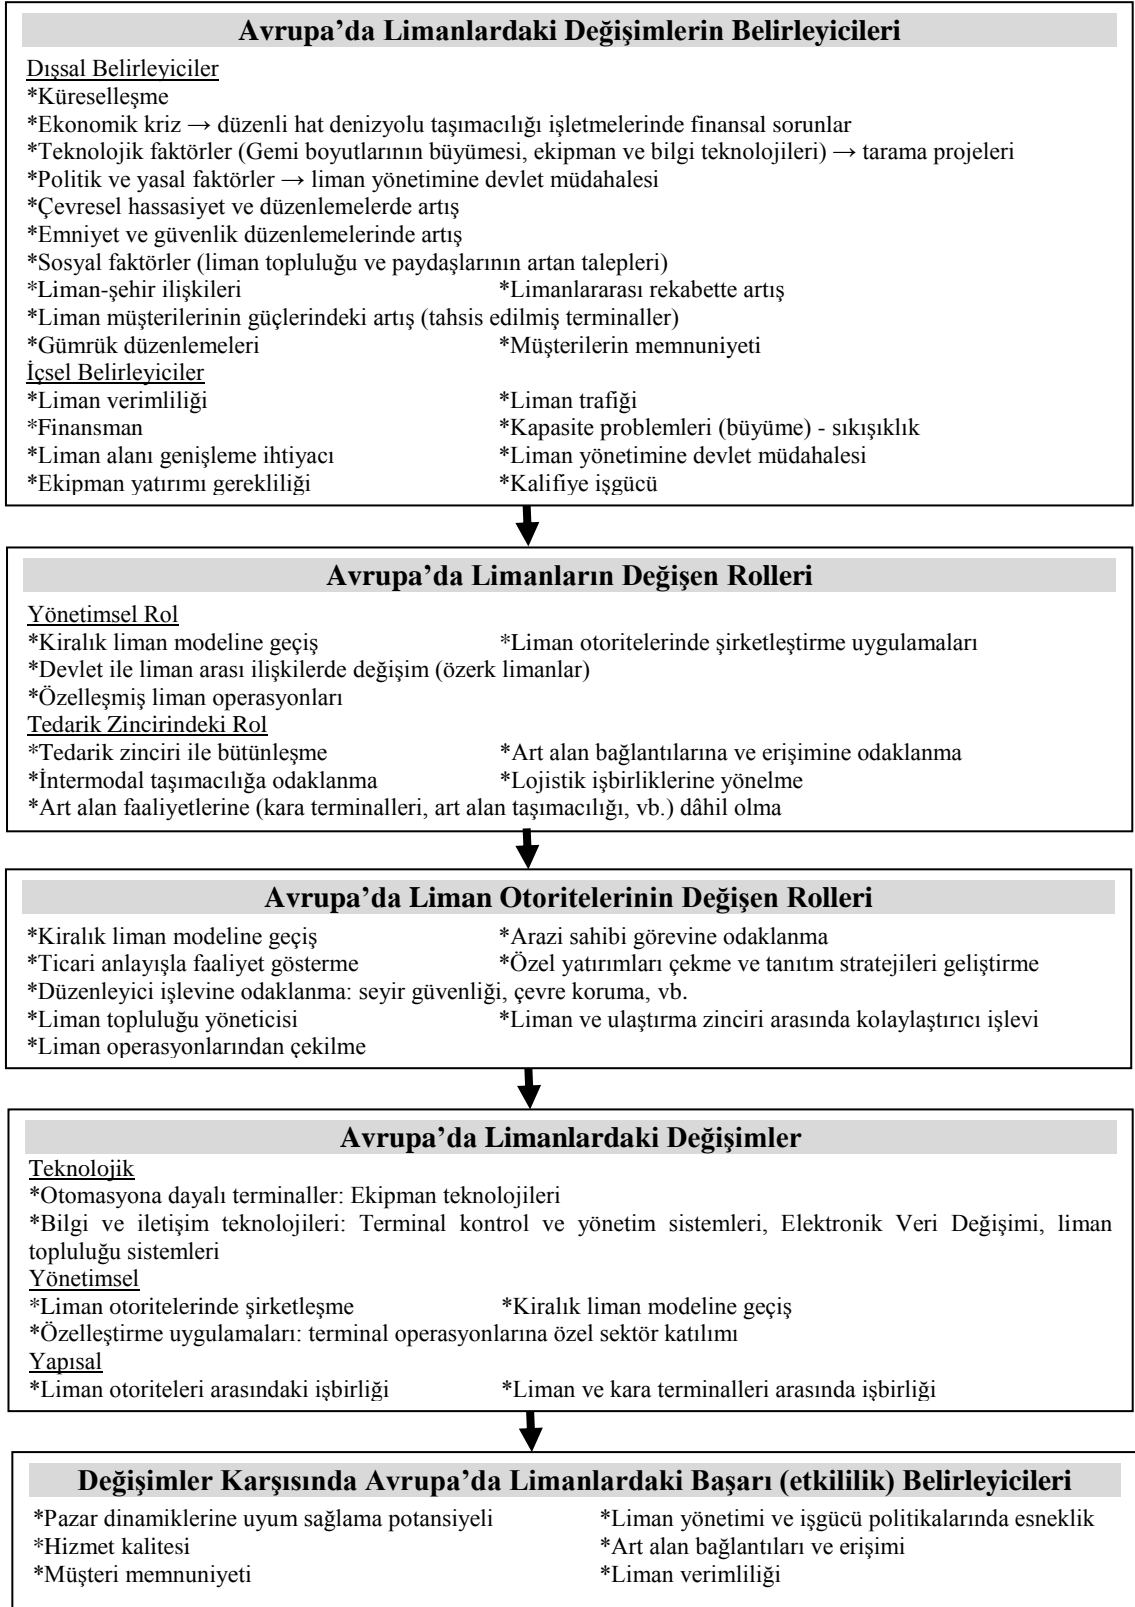 Avrupa’da Limanlardaki Değişimlerin Belirleyicileri
Dışsal Belirleyiciler
*Küreselleşme
*Ekonomik kriz → düzenli hat denizyolu taşımacılığı işletmelerinde finansal sorunlar
*Teknolojik faktörler (Gemi boyutlarının büyümesi, ekipman ve bilgi teknolojileri) → tarama projeleri
*Politik ve yasal faktörler → liman yönetimine devlet müdahalesi
*Çevresel hassasiyet ve düzenlemelerde artış
*Emniyet ve güvenlik düzenlemelerinde artış
*Sosyal faktörler (liman topluluğu ve paydaşlarının artan talepleri)
*Liman-şehir ilişkileri *Limanlararası rekabette artış
*Liman müşterilerinin güçlerindeki artış (tahsis edilmiş terminaller)
*Gümrük düzenlemeleri *Müşterilerin memnuniyeti
İçsel Belirleyiciler
*Liman verimliliği *Liman trafiği
*Finansman *Kapasite problemleri (büyüme) - sıkışıklık
*Liman alanı genişleme ihtiyacı *Liman yönetimine devlet müdahalesi
*Ekipman yatırımı gerekliliği *Kalifiye işgücü
Avrupa’da Limanların Değişen Rolleri
Yönetimsel Rol
*Kiralık liman modeline geçiş *Liman otoritelerinde şirketleştirme uygulamaları
*Devlet ile liman arası ilişkilerde değişim (özerk limanlar)
*Özelleşmiş liman operasyonları
Tedarik Zincirindeki Rol
*Tedarik zinciri ile bütünleşme *Art alan bağlantılarına ve erişimine odaklanma
*İntermodal taşımacılığa odaklanma *Lojistik işbirliklerine yönelme
*Art alan faaliyetlerine (kara terminalleri, art alan taşımacılığı, vb.) dâhil olma
Avrupa’da Liman Otoritelerinin Değişen Rolleri
*Kiralık liman modeline geçiş *Arazi sahibi görevine odaklanma
*Ticari anlayışla faaliyet gösterme *Özel yatırımları çekme ve tanıtım stratejileri geliştirme
*Düzenleyici işlevine odaklanma: seyir güvenliği, çevre koruma, vb.
*Liman topluluğu yöneticisi *Liman ve ulaştırma zinciri arasında kolaylaştırıcı işlevi
*Liman operasyonlarından çekilme
Avrupa’da Limanlardaki Değişimler
Teknolojik
*Otomasyona dayalı terminaller: Ekipman teknolojileri
*Bilgi ve iletişim teknolojileri: Terminal kontrol ve yönetim sistemleri, Elektronik Veri Değişimi, liman
topluluğu sistemleri
Yönetimsel
*Liman otoritelerinde şirketleşme *Kiralık liman modeline geçiş
*Özelleştirme uygulamaları: terminal operasyonlarına özel sektör katılımı
Yapısal
*Liman otoriteleri arasındaki işbirliği *Liman ve kara terminalleri arasında işbirliği
Değişimler Karşısında Avrupa’da Limanlardaki Başarı (etkililik) Belirleyicileri
*Pazar dinamiklerine uyum sağlama potansiyeli *Liman yönetimi ve işgücü politikalarında esneklik
*Hizmet kalitesi *Art alan bağlantıları ve erişimi
*Müşteri memnuniyeti *Liman verimliliği